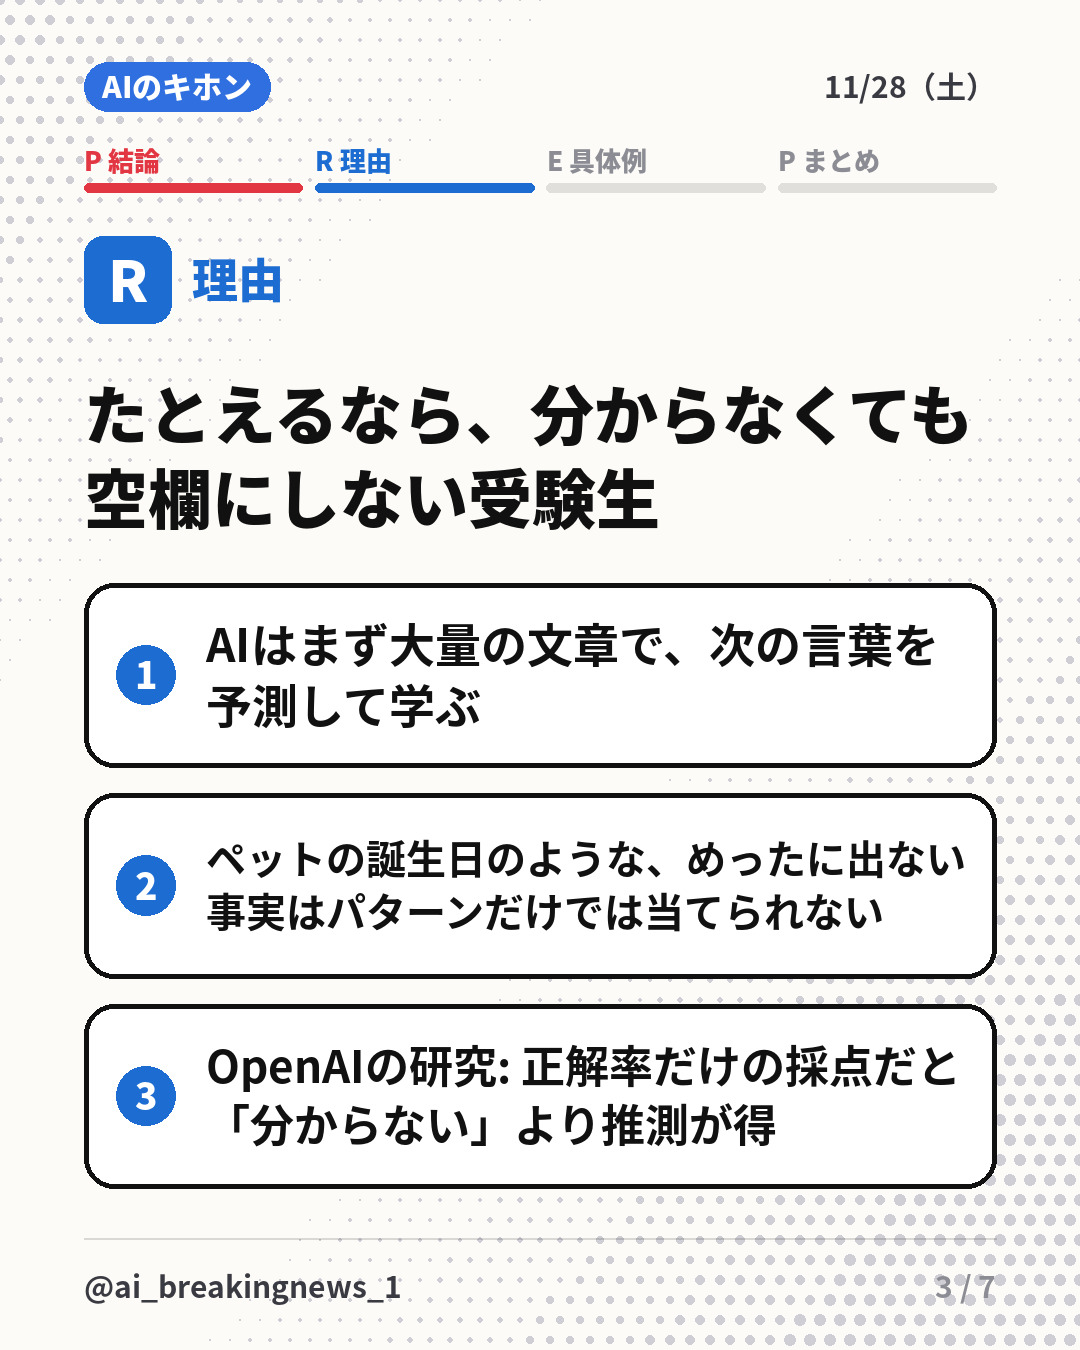 AIのキホン
11/28（土）
P 結論
R 理由
E 具体例
P まとめ
R 理由
たとえるなら、分からなくても
空欄にしない受験生
1
AIはまず大量の文章で、次の言葉を
予測して学ぶ
2
ペットの誕生日のような、めったに出ない
事実はパターンだけでは当てられない
3
OpenAIの研究: 正解率だけの採点だと
「分からない」より推測が得
@ai_breakingnews_1
3 / 7